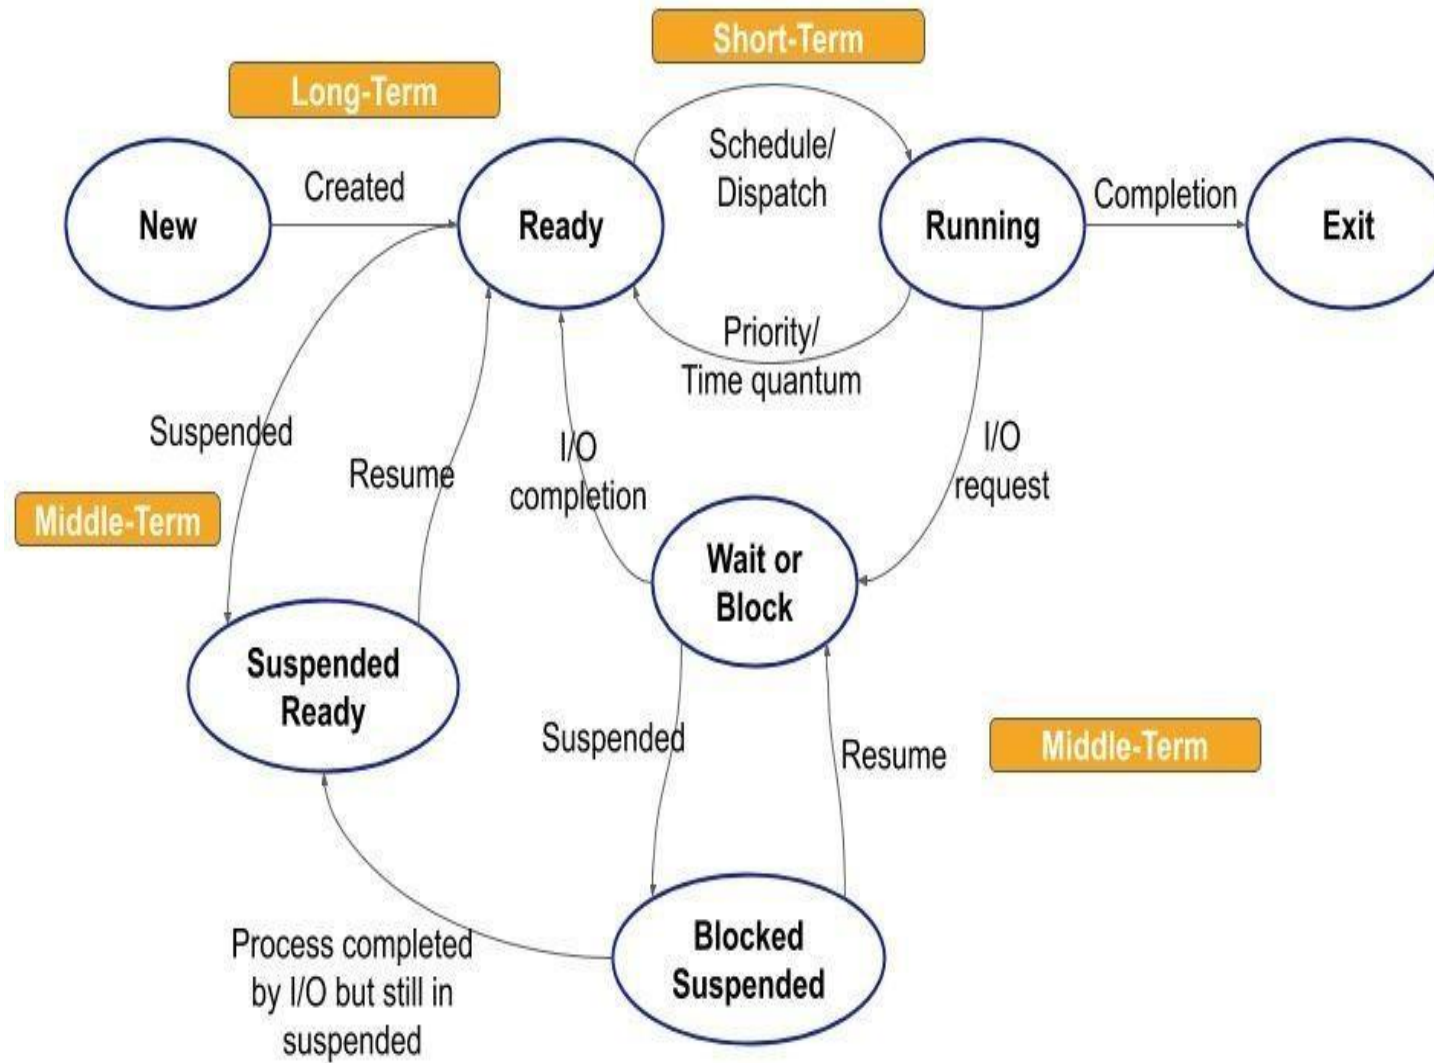 Short-Term
Long-Term
Created
Schedule/
Dispatch
Completion
New
Ready
Running
Exit
Priority/
Time quantum
Suspended
Resume
I/O
completion
I/O
request
Middle-Term
Wait or
Block
Suspended
Ready
Suspended
Resume
Middle-Term
Blocked
Suspended
Process completed
by I/O but still in
suspended